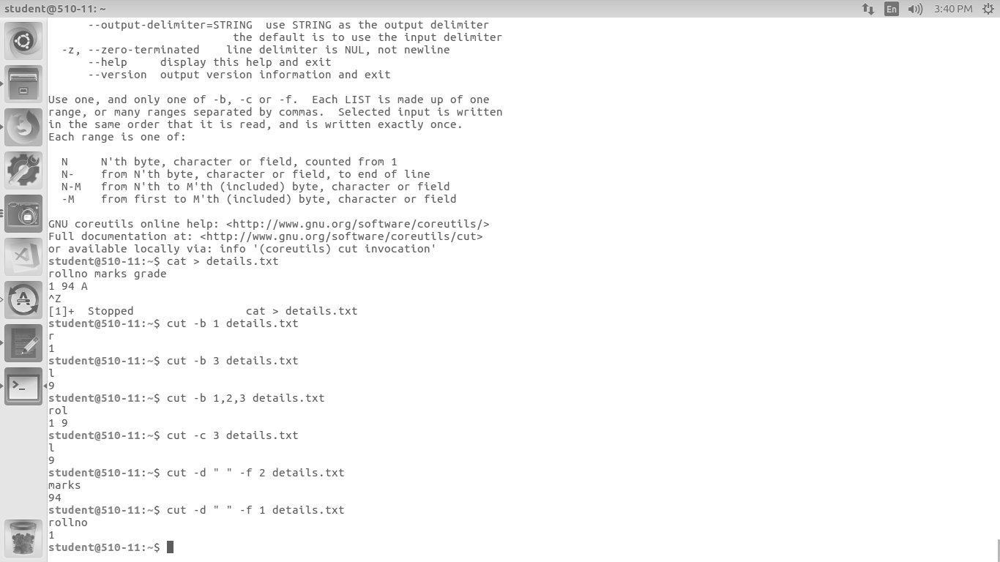 student@510-11: ~
En
3:40 PM
      --output-delimiter=STRING  use STRING as the output delimiter
                            the default is to use the input delimiter
  -z, --zero-terminated    line delimiter is NUL, not newline
      --help     display this help and exit
      --version  output version information and exit
Use one, and only one of -b, -c or -f.  Each LIST is made up of one
range, or many ranges separated by commas.  Selected input is written
in the same order that it is read, and is written exactly once.
Each range is one of:
  N     N'th byte, character or field, counted from 1
  N-    from N'th byte, character or field, to end of line
  N-M   from N'th to M'th (included) byte, character or field
  -M    from first to M'th (included) byte, character or field
GNU coreutils online help: <http://www.gnu.org/software/coreutils/>
Full documentation at: <http://www.gnu.org/software/coreutils/cut>
or available locally via: info '(coreutils) cut invocation'
student@510-11:~$ cat > details.txt
rollno marks grade
1 94 A
^Z
[1]+  Stopped                 cat > details.txt
student@510-11:~$ cut -b 1 details.txt
r
1
student@510-11:~$ cut -b 3 details.txt
l
9
student@510-11:~$ cut -b 1,2,3 details.txt
rol
1 9
student@510-11:~$ cut -c 3 details.txt
l
9
student@510-11:~$ cut -d " " -f 2 details.txt
marks
94
student@510-11:~$ cut -d " " -f 1 details.txt
rollno
1
student@510-11:~$